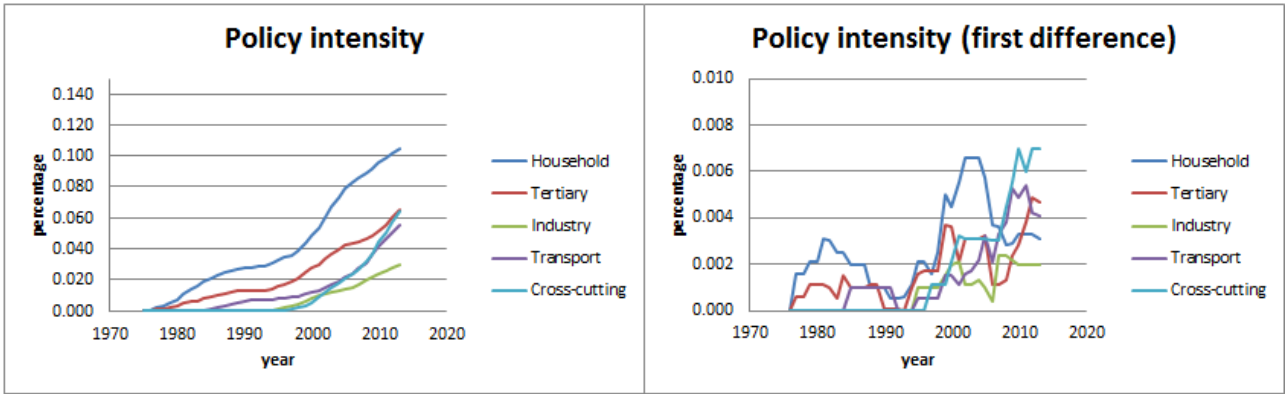 Policy intensity
0.140
0.120
0.100
0.080
0.060
0.040
0.020
0.000
percentage
1970 1980 1990 2000 2010 2020
year
Household
Tertiary
Industry
Transport
Cross-cutting
Policy intensity (first difference)
0.010
0.008
0.006
0.004
0.002
0.000
percentage
1970 1980 1990 2000 2010 2020
year
Household
Tertiary
Industry
Transport
Cross-cutting